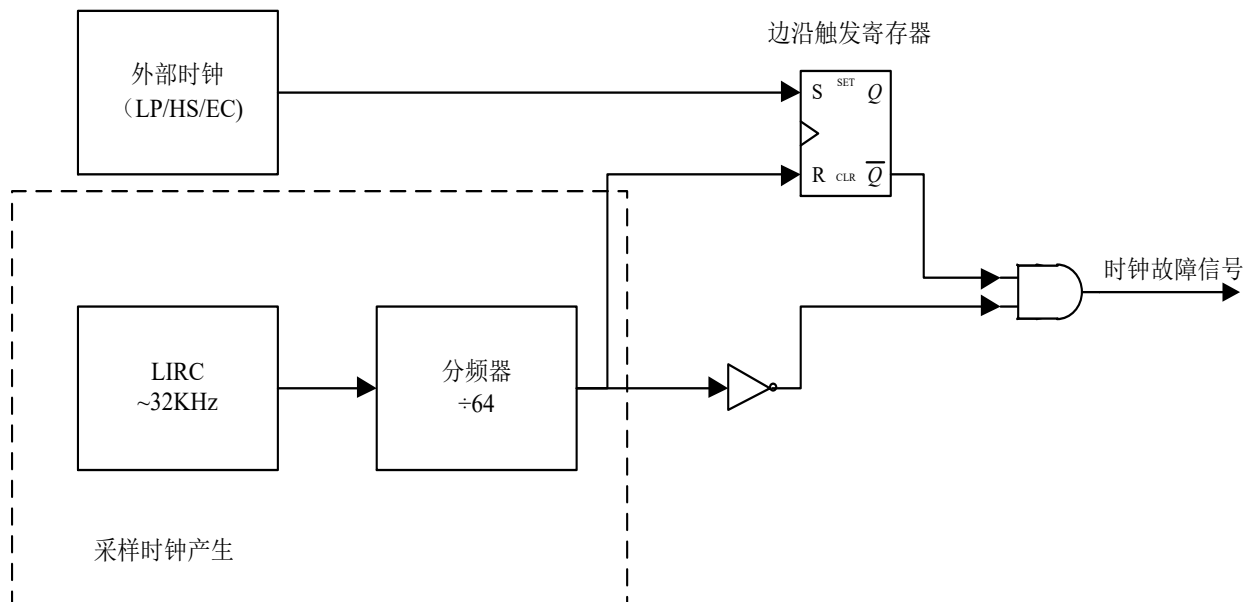 边沿触发寄存器
外部时钟
（LP/HS/EC)
S SET Q
R CLR Q̅
时钟故障信号
LIRC
~32KHz
分频器
÷64
采样时钟产生